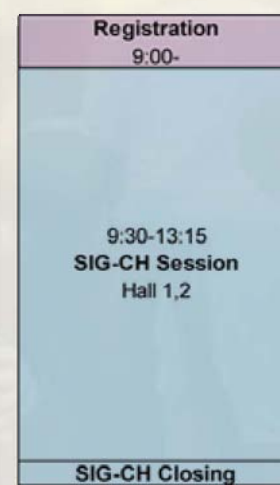 Registration
9:00-
9:30-13:15
SIG-CH Session
Hall 1,2
SIG-CH Closing